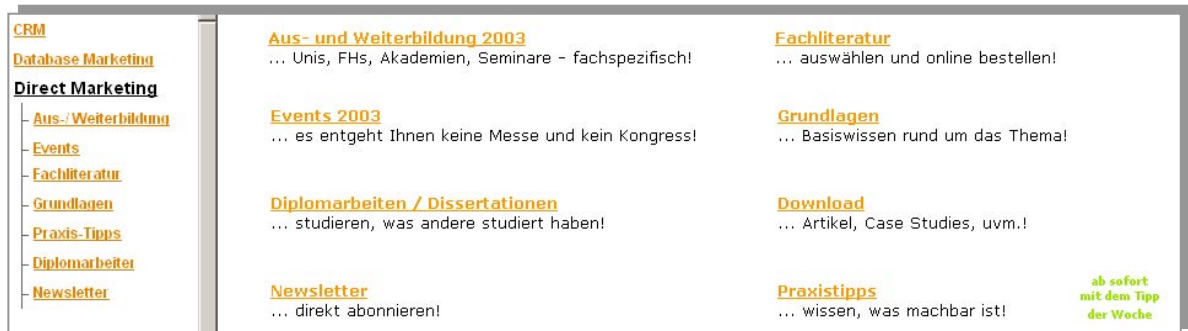 CRM
Database Marketing
Direct Marketing
Aus-/Weiterbildung
Events
Fachliteratur
Grundlagen
Praxis-Tipps
Diplomarbeiter
Newsletter
Aus- und Weiterbildung 2003
... Unis, FHs, Akademien, Seminare - fachspezifisch!
Events 2003
... es entgeht Ihnen keine Messe und kein Kongress!
Diplomarbeiten / Dissertationen
... studieren, was andere studiert haben!
Newsletter
... direkt abonnieren!
Fachliteratur
... auswählen und online bestellen!
Grundlagen
... Basiswissen rund um das Thema!
Download
... Artikel, Case Studies, uvm.!
Praxistipps
... wissen, was machbar ist!
ab sofort
mit dem Tipp
der Woche